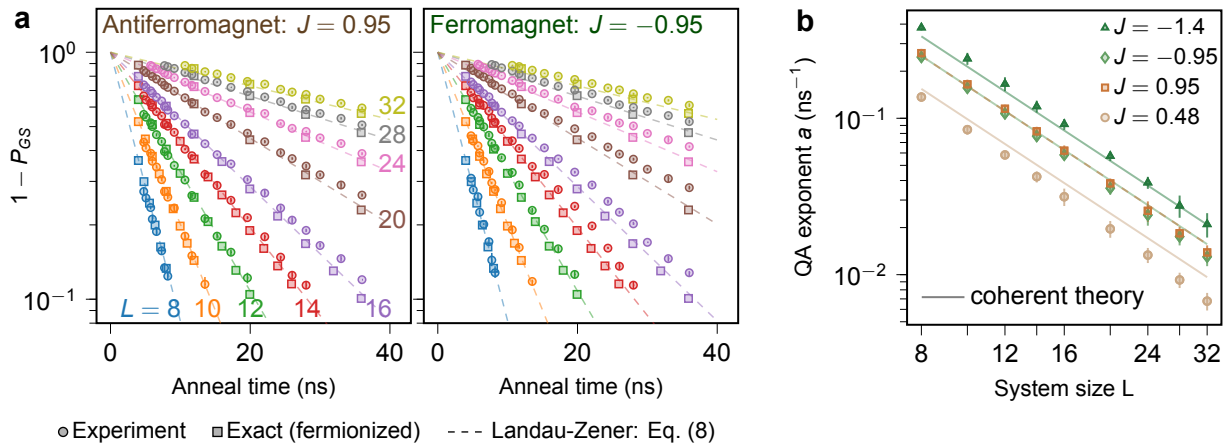 a
Antiferromagnet: J = 0.95
Ferromagnet: J = −0.95
1 − P_GS
10^0
10^−1
32
28
24
20
L = 8
10
12
14
16
0
20
40
0
20
40
Anneal time (ns)
Anneal time (ns)
Experiment
Exact (fermionized)
Landau-Zener: Eq. (8)
b
QA exponent a (ns^−1)
10^−1
10^−2
J = −1.4
J = −0.95
J = 0.95
J = 0.48
coherent theory
8
12
16
24
32
System size L